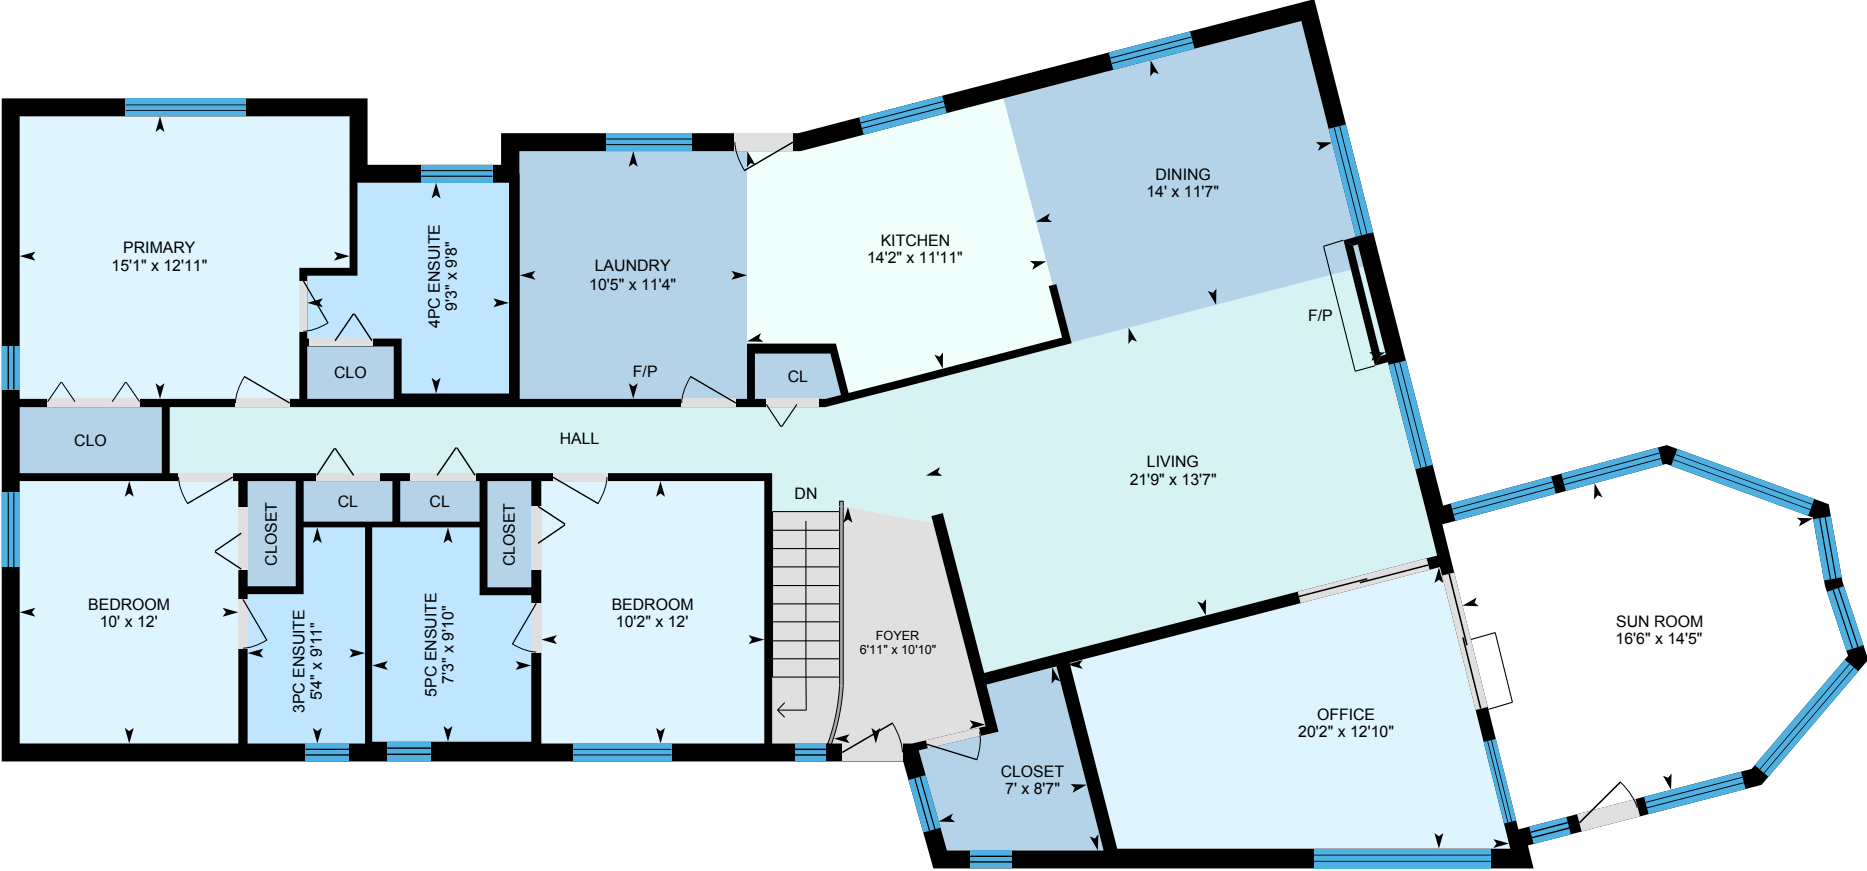 PRIMARY
15'1" x 12'11"
4PC ENSUITE
9'3" x 9'8"
LAUNDRY
10'5" x 11'4"
KITCHEN
14'2" x 11'11"
DINING
14' x 11'7"
F/P
CLO
F/P
CL
CLO
HALL
LIVING
21'9" x 13'7"
CLOSET
CL
CL
CLOSET
DN
BEDROOM
10' x 12'
3PC ENSUITE
5'4" x 9'11"
5PC ENSUITE
7'3" x 9'10"
BEDROOM
10'2" x 12'
FOYER
6'11" x 10'10"
SUN ROOM
16'6" x 14'5"
OFFICE
20'2" x 12'10"
CLOSET
7' x 8'7"